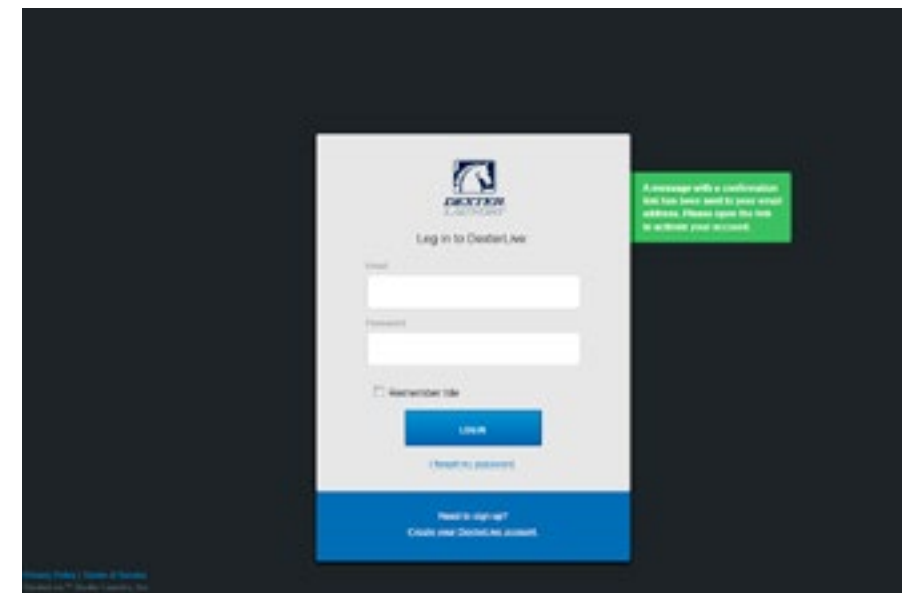 DEXTER
LAUNDRY
Log in to DexterLive
Email
Password
Remember Me
LOG IN
I forgot my password
Need to sign up?
Create your DexterLive account.
A message with a confirmation
link has been sent to your email
address. Please open the link
to activate your account.
Privacy Policy | Terms of Service